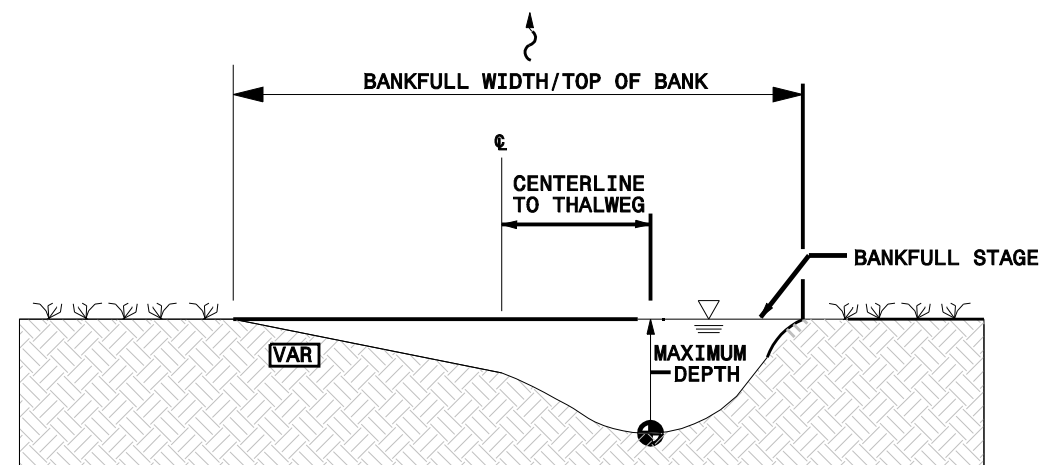 BANKFULL WIDTH/TOP OF BANK
℄
CENTERLINE
TO THALWEG
BANKFULL STAGE
VAR
MAXIMUM
DEPTH